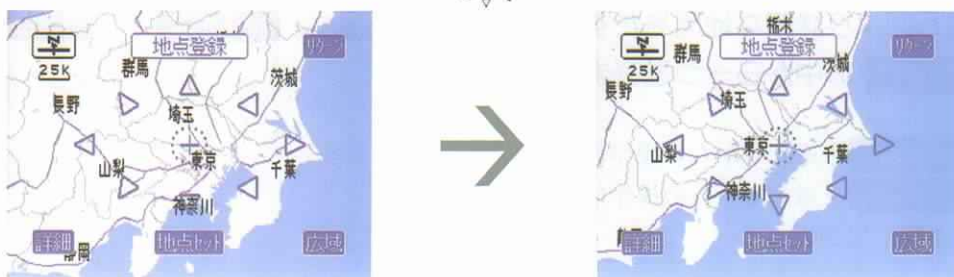 地点登録
リターン
25K
群馬
茨城
長野
埼玉
東京
山梨
千葉
神奈川
詳細
地点セット
広域
栃木
地点登録
リターン
25K
群馬
茨城
長野
埼玉
東京
山梨
千葉
神奈川
詳細
地点セット
広域